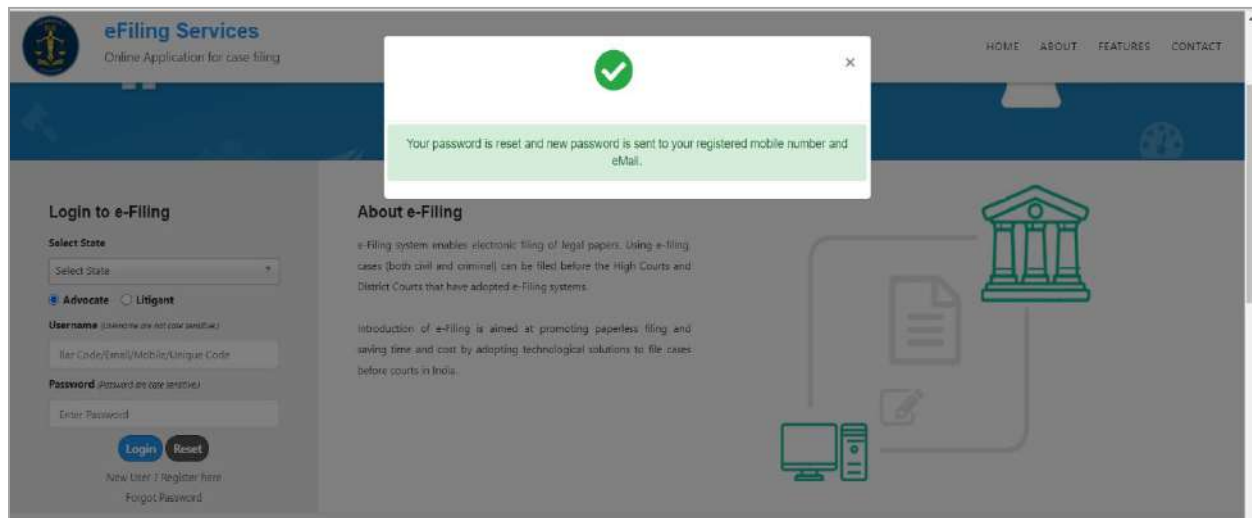 eFiling Services
Online Application for case filing
HOME ABOUT FEATURES CONTACT
×
Your password is reset and new password is sent to your registered mobile number and
eMail.
Login to e-Filing
Select State
Select State
Advocate Litigant
Username (Username are not case sensitive.)
Bar Code/Email/Mobile/Unique Code
Password (Password are case sensitive.)
Enter Password
Login Reset
New User ? Register here
Forgot Password
About e-Filing
e-Filing system enables electronic filing of legal papers. Using e-filing,
cases (both civil and criminal) can be filed before the High Courts and
District Courts that have adopted e-Filing systems.
Introduction of e-Filing is aimed at promoting paperless filing and
saving time and cost by adopting technological solutions to file cases
before courts in India.